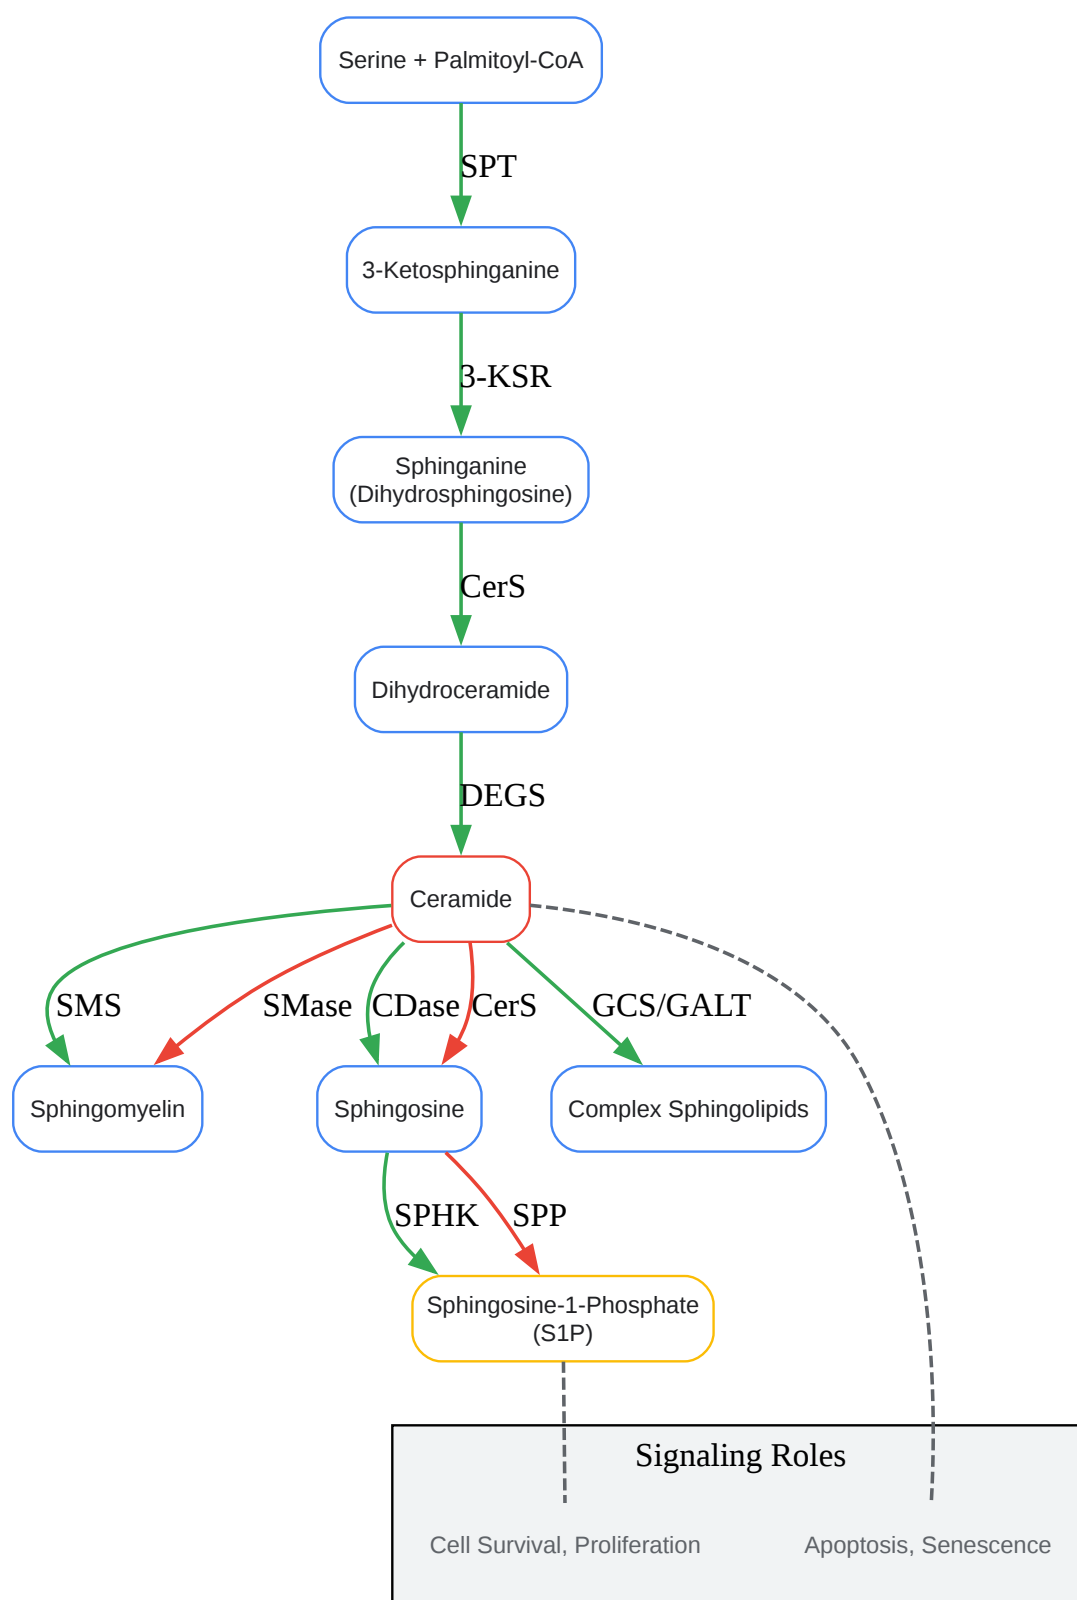 Serine + Palmitoyl-CoA
SPT
3-Ketosphinganine
3-KSR
Sphinganine
(Dihydrosphingosine)
CerS
Dihydroceramide
DEGS
Ceramide
SMS
SMase
CDase
CerS
GCS/GALT
Sphingomyelin
Sphingosine
Complex Sphingolipids
SPHK
SPP
Sphingosine-1-Phosphate
(S1P)
Signaling Roles
Cell Survival, Proliferation
Apoptosis, Senescence